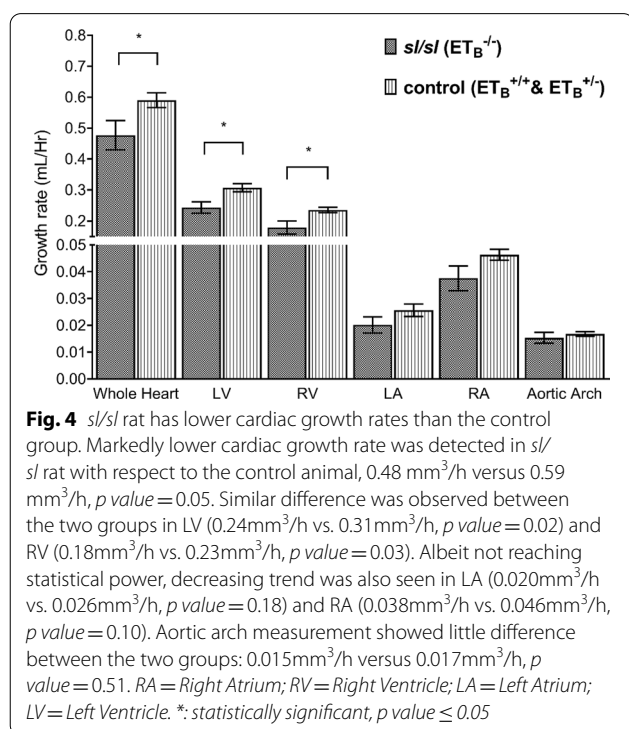 0.8
sl/sl (ETB-/-)
0.7
control (ETB+/+ & ETB+/-)
0.6
0.5
0.4
0.3
0.2
0.05
0.04
0.03
0.02
0.01
0.00
Growth rate (mL/Hr)
*
*
*
Whole Heart LV RV LA RA Aortic Arch
Fig. 4 sl/sl rat has lower cardiac growth rates than the control
group. Markedly lower cardiac growth rate was detected in sl/
sl rat with respect to the control animal, 0.48 mm³/h versus 0.59
mm³/h, p value = 0.05. Similar difference was observed between
the two groups in LV (0.24mm³/h vs. 0.31mm³/h, p value = 0.02) and
RV (0.18mm³/h vs. 0.23mm³/h, p value = 0.03). Albeit not reaching
statistical power, decreasing trend was also seen in LA (0.020mm³/h
vs. 0.026mm³/h, p value = 0.18) and RA (0.038mm³/h vs. 0.046mm³/h,
p value = 0.10). Aortic arch measurement showed little difference
between the two groups: 0.015mm³/h versus 0.017mm³/h, p
value = 0.51. RA = Right Atrium; RV = Right Ventricle; LA = Left Atrium;
LV = Left Ventricle. *: statistically significant, p value ≤ 0.05